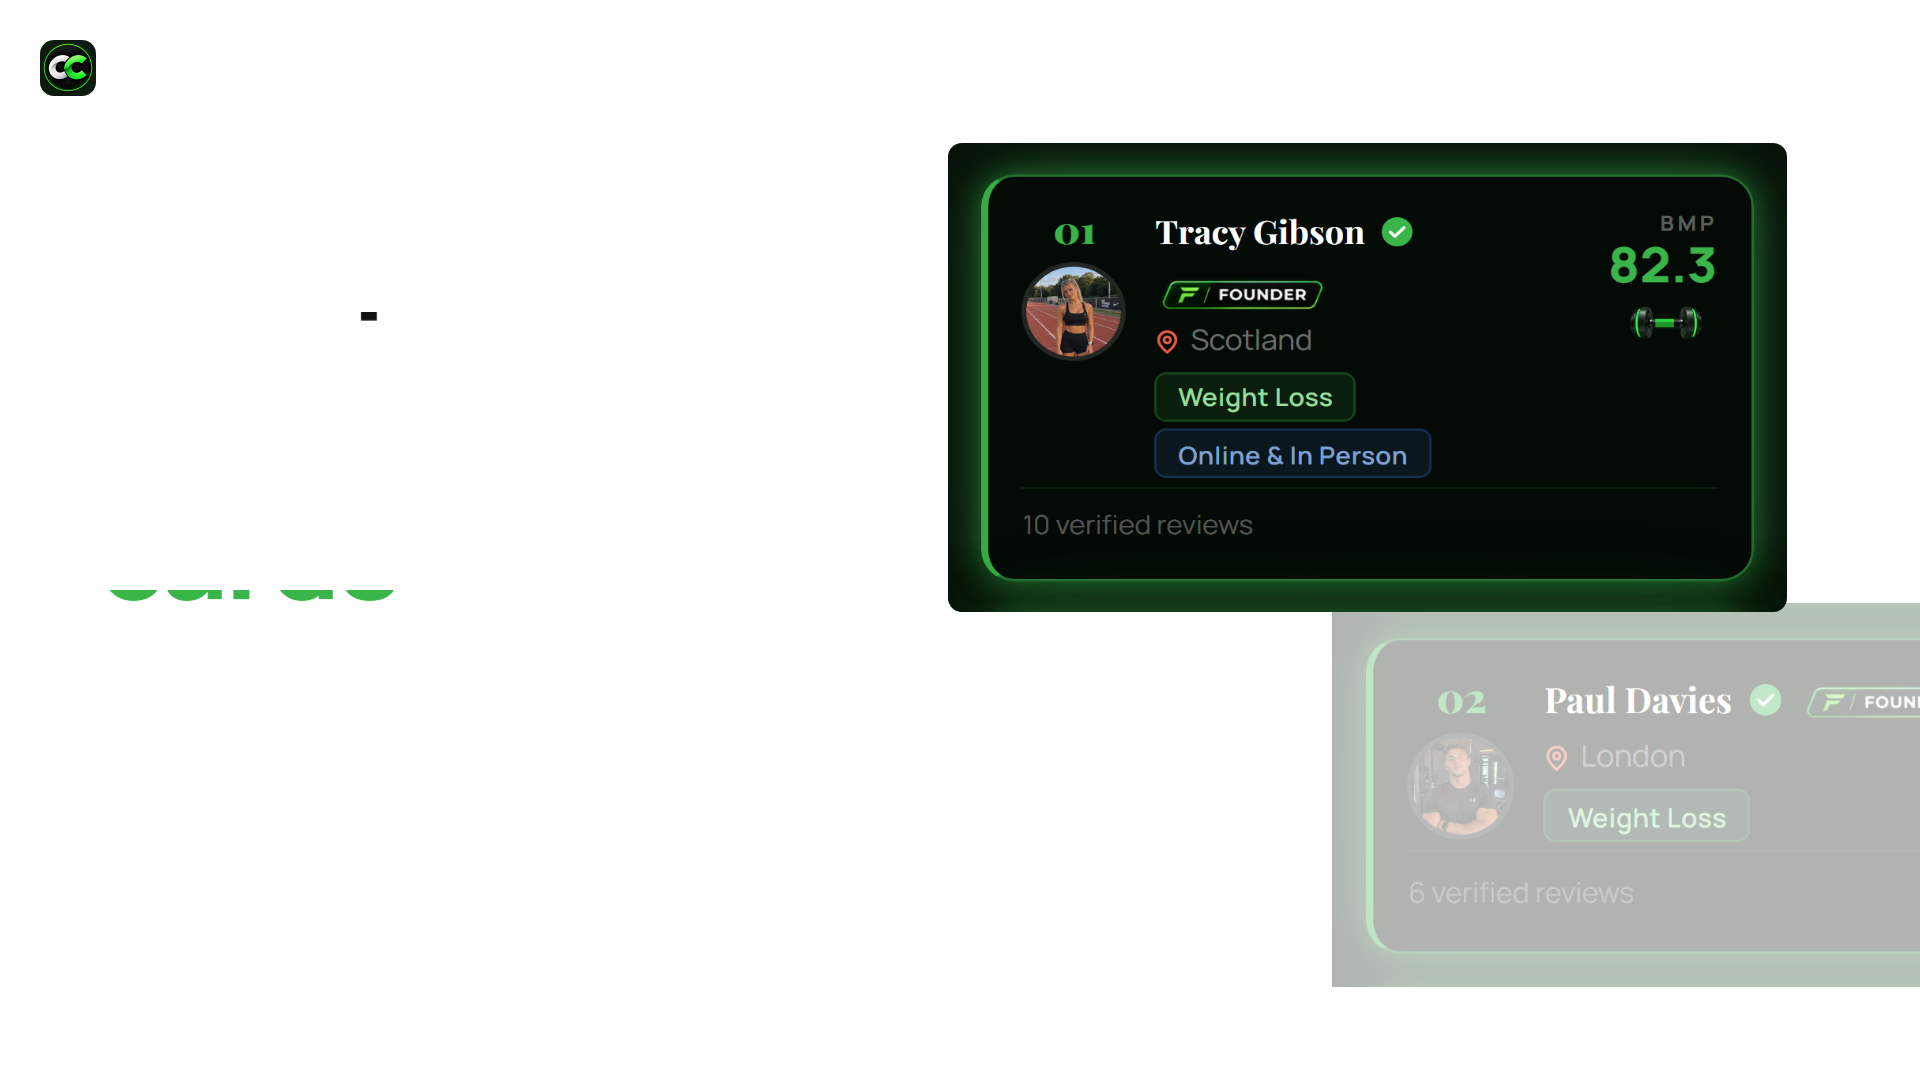 CC
01
Tracy Gibson
F / FOUNDER
Scotland
Weight Loss
Online & In Person
10 verified reviews
BMP
82.3
02
Paul Davies
London
Weight Loss
6 verified reviews